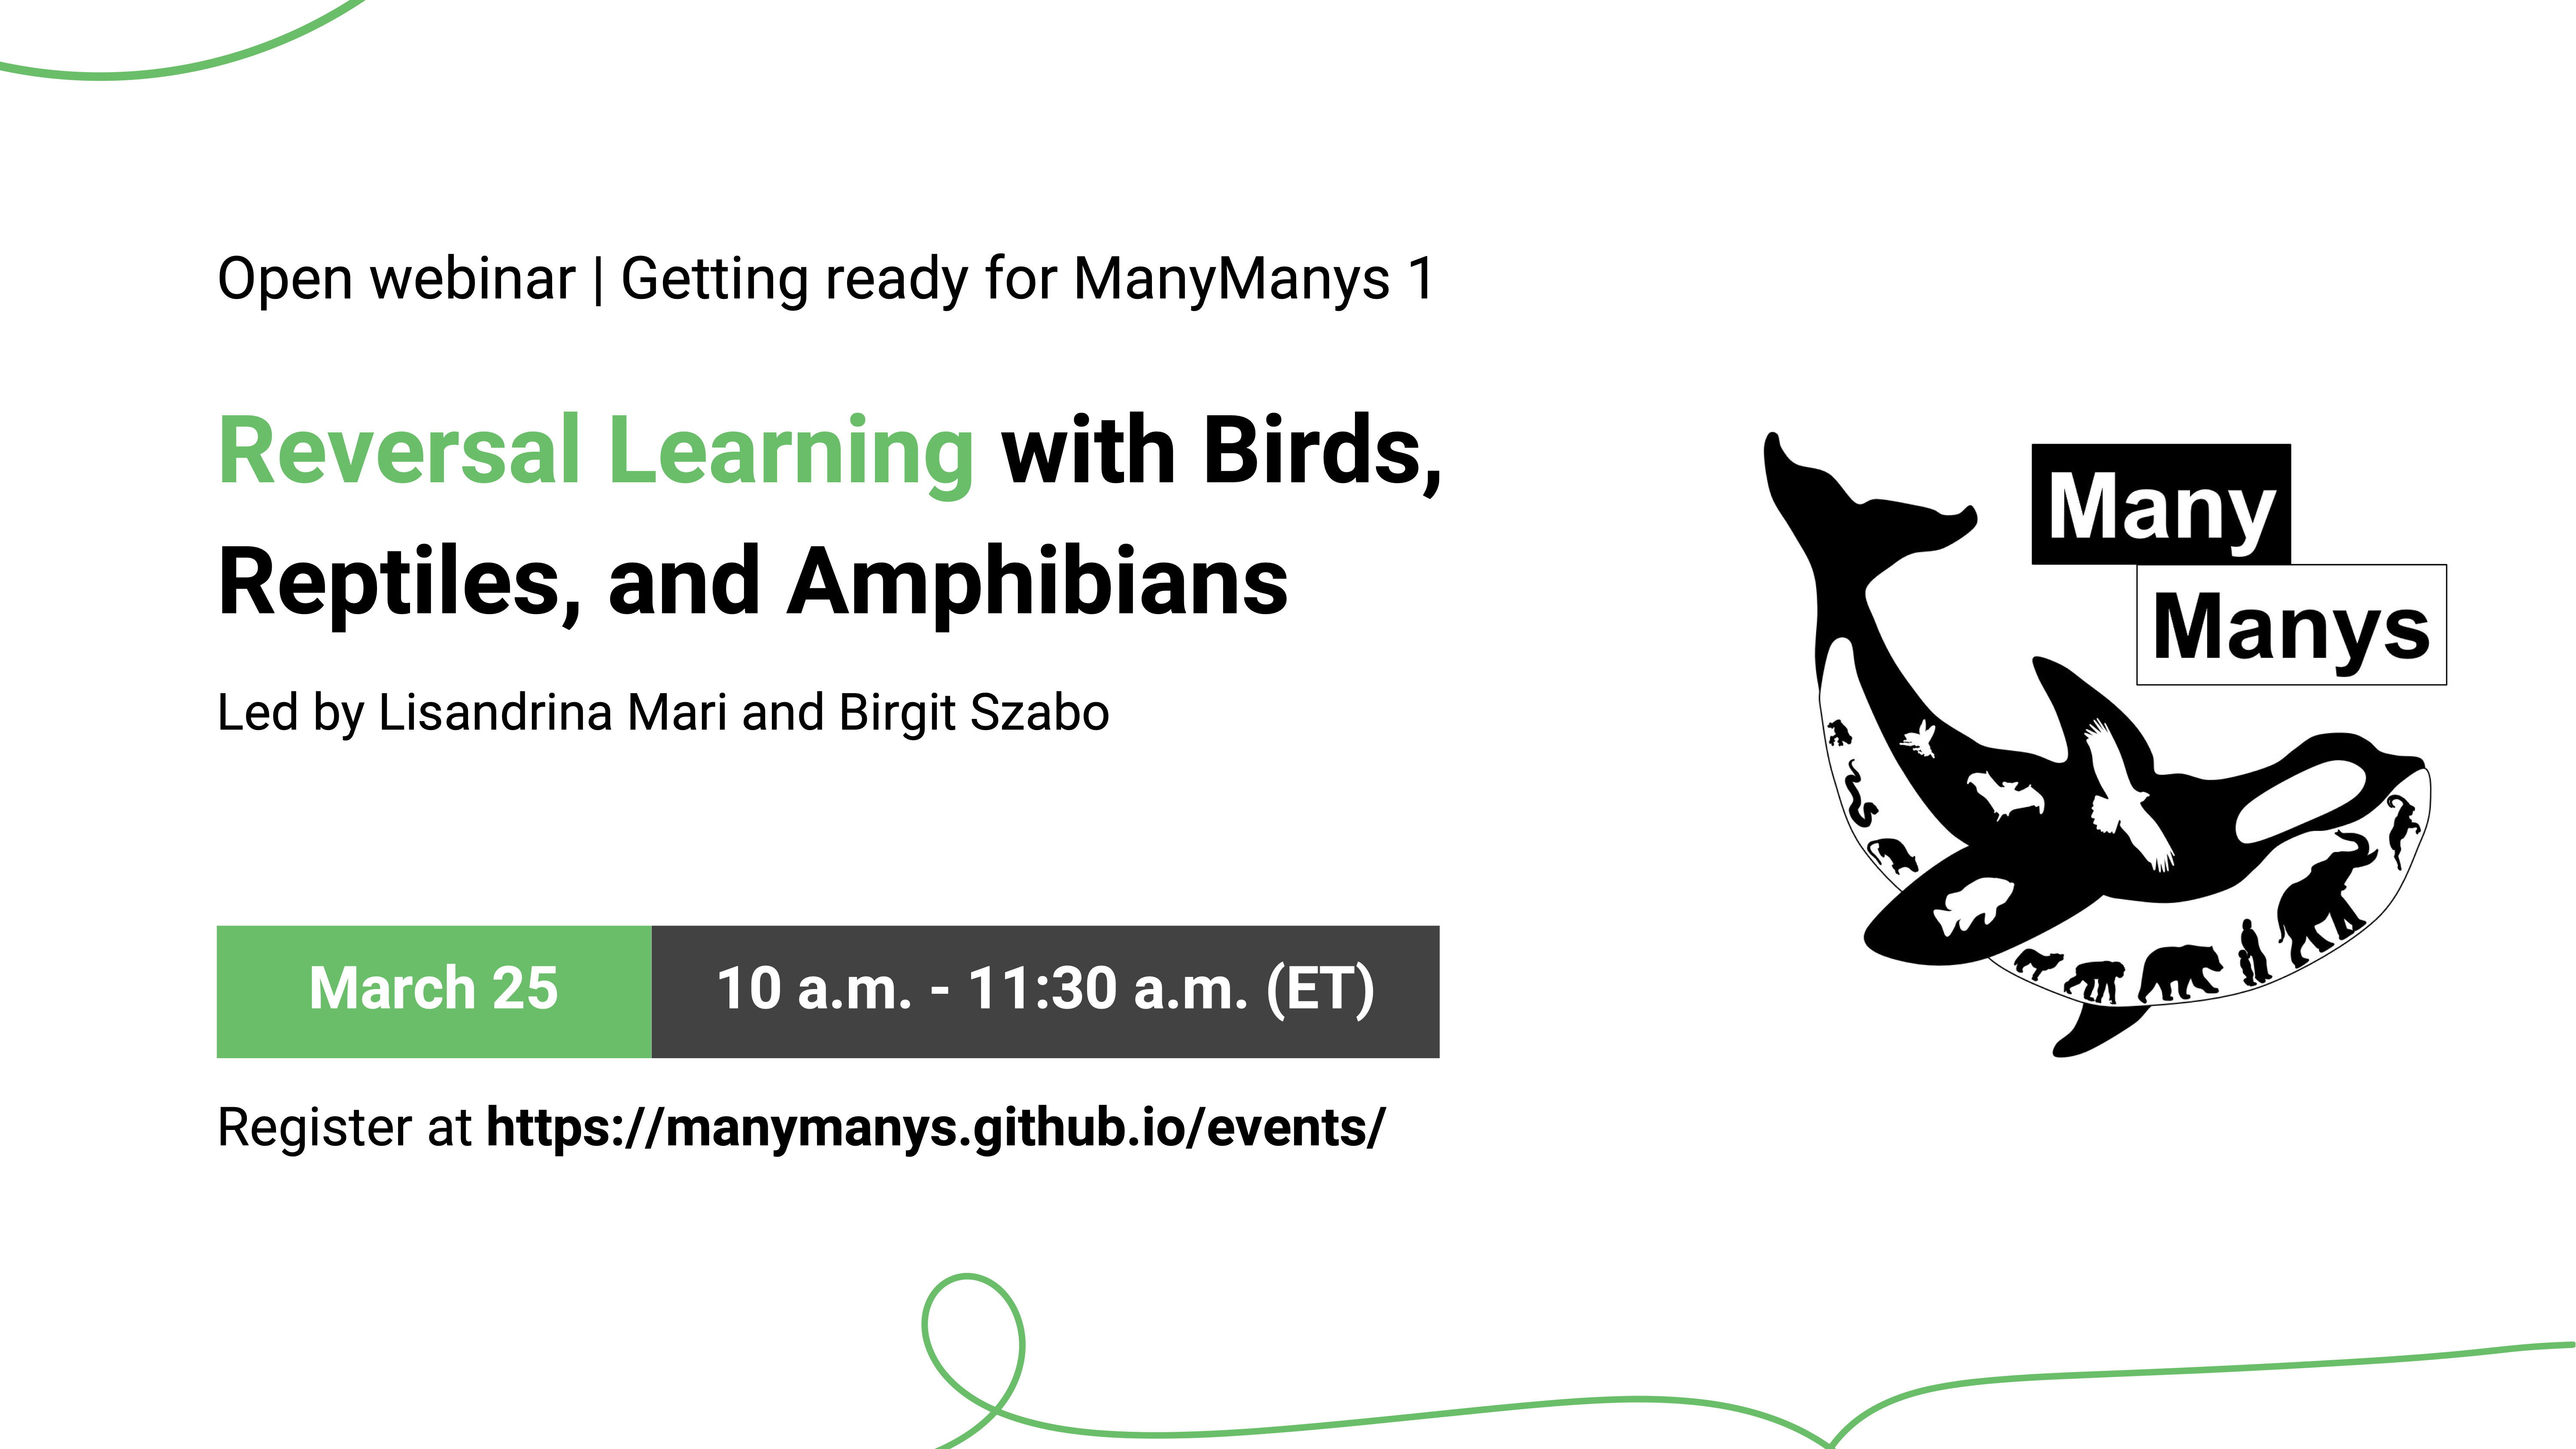 Open webinar | Getting ready for ManyManys 1
Reversal Learning with Birds,
Reptiles, and Amphibians
Led by Lisandrina Mari and Birgit Szabo
March 25
10 a.m. - 11:30 a.m. (ET)
Register at https://manymanys.github.io/events/
Many
Manys